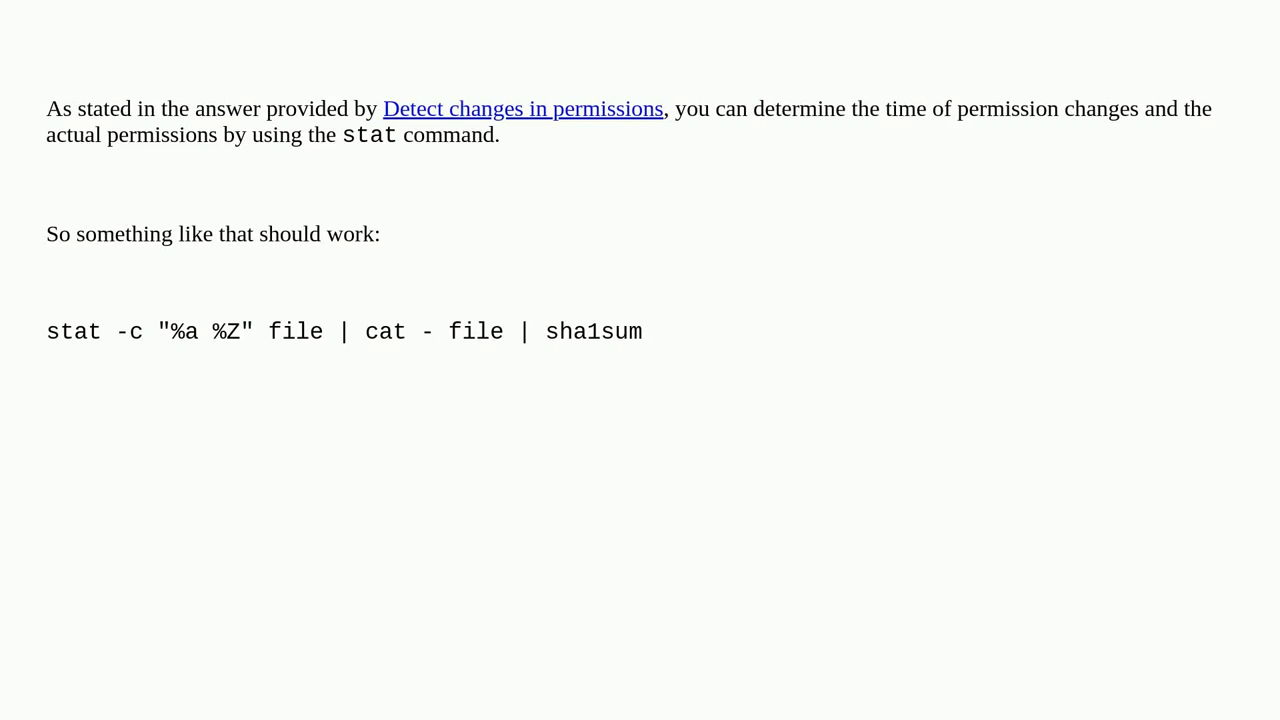 As stated in the answer provided by Detect changes in permissions, you can determine the time of permission changes and the
actual permissions by using the stat command.
So something like that should work:
stat -c "%a %Z" file | cat - file | sha1sum